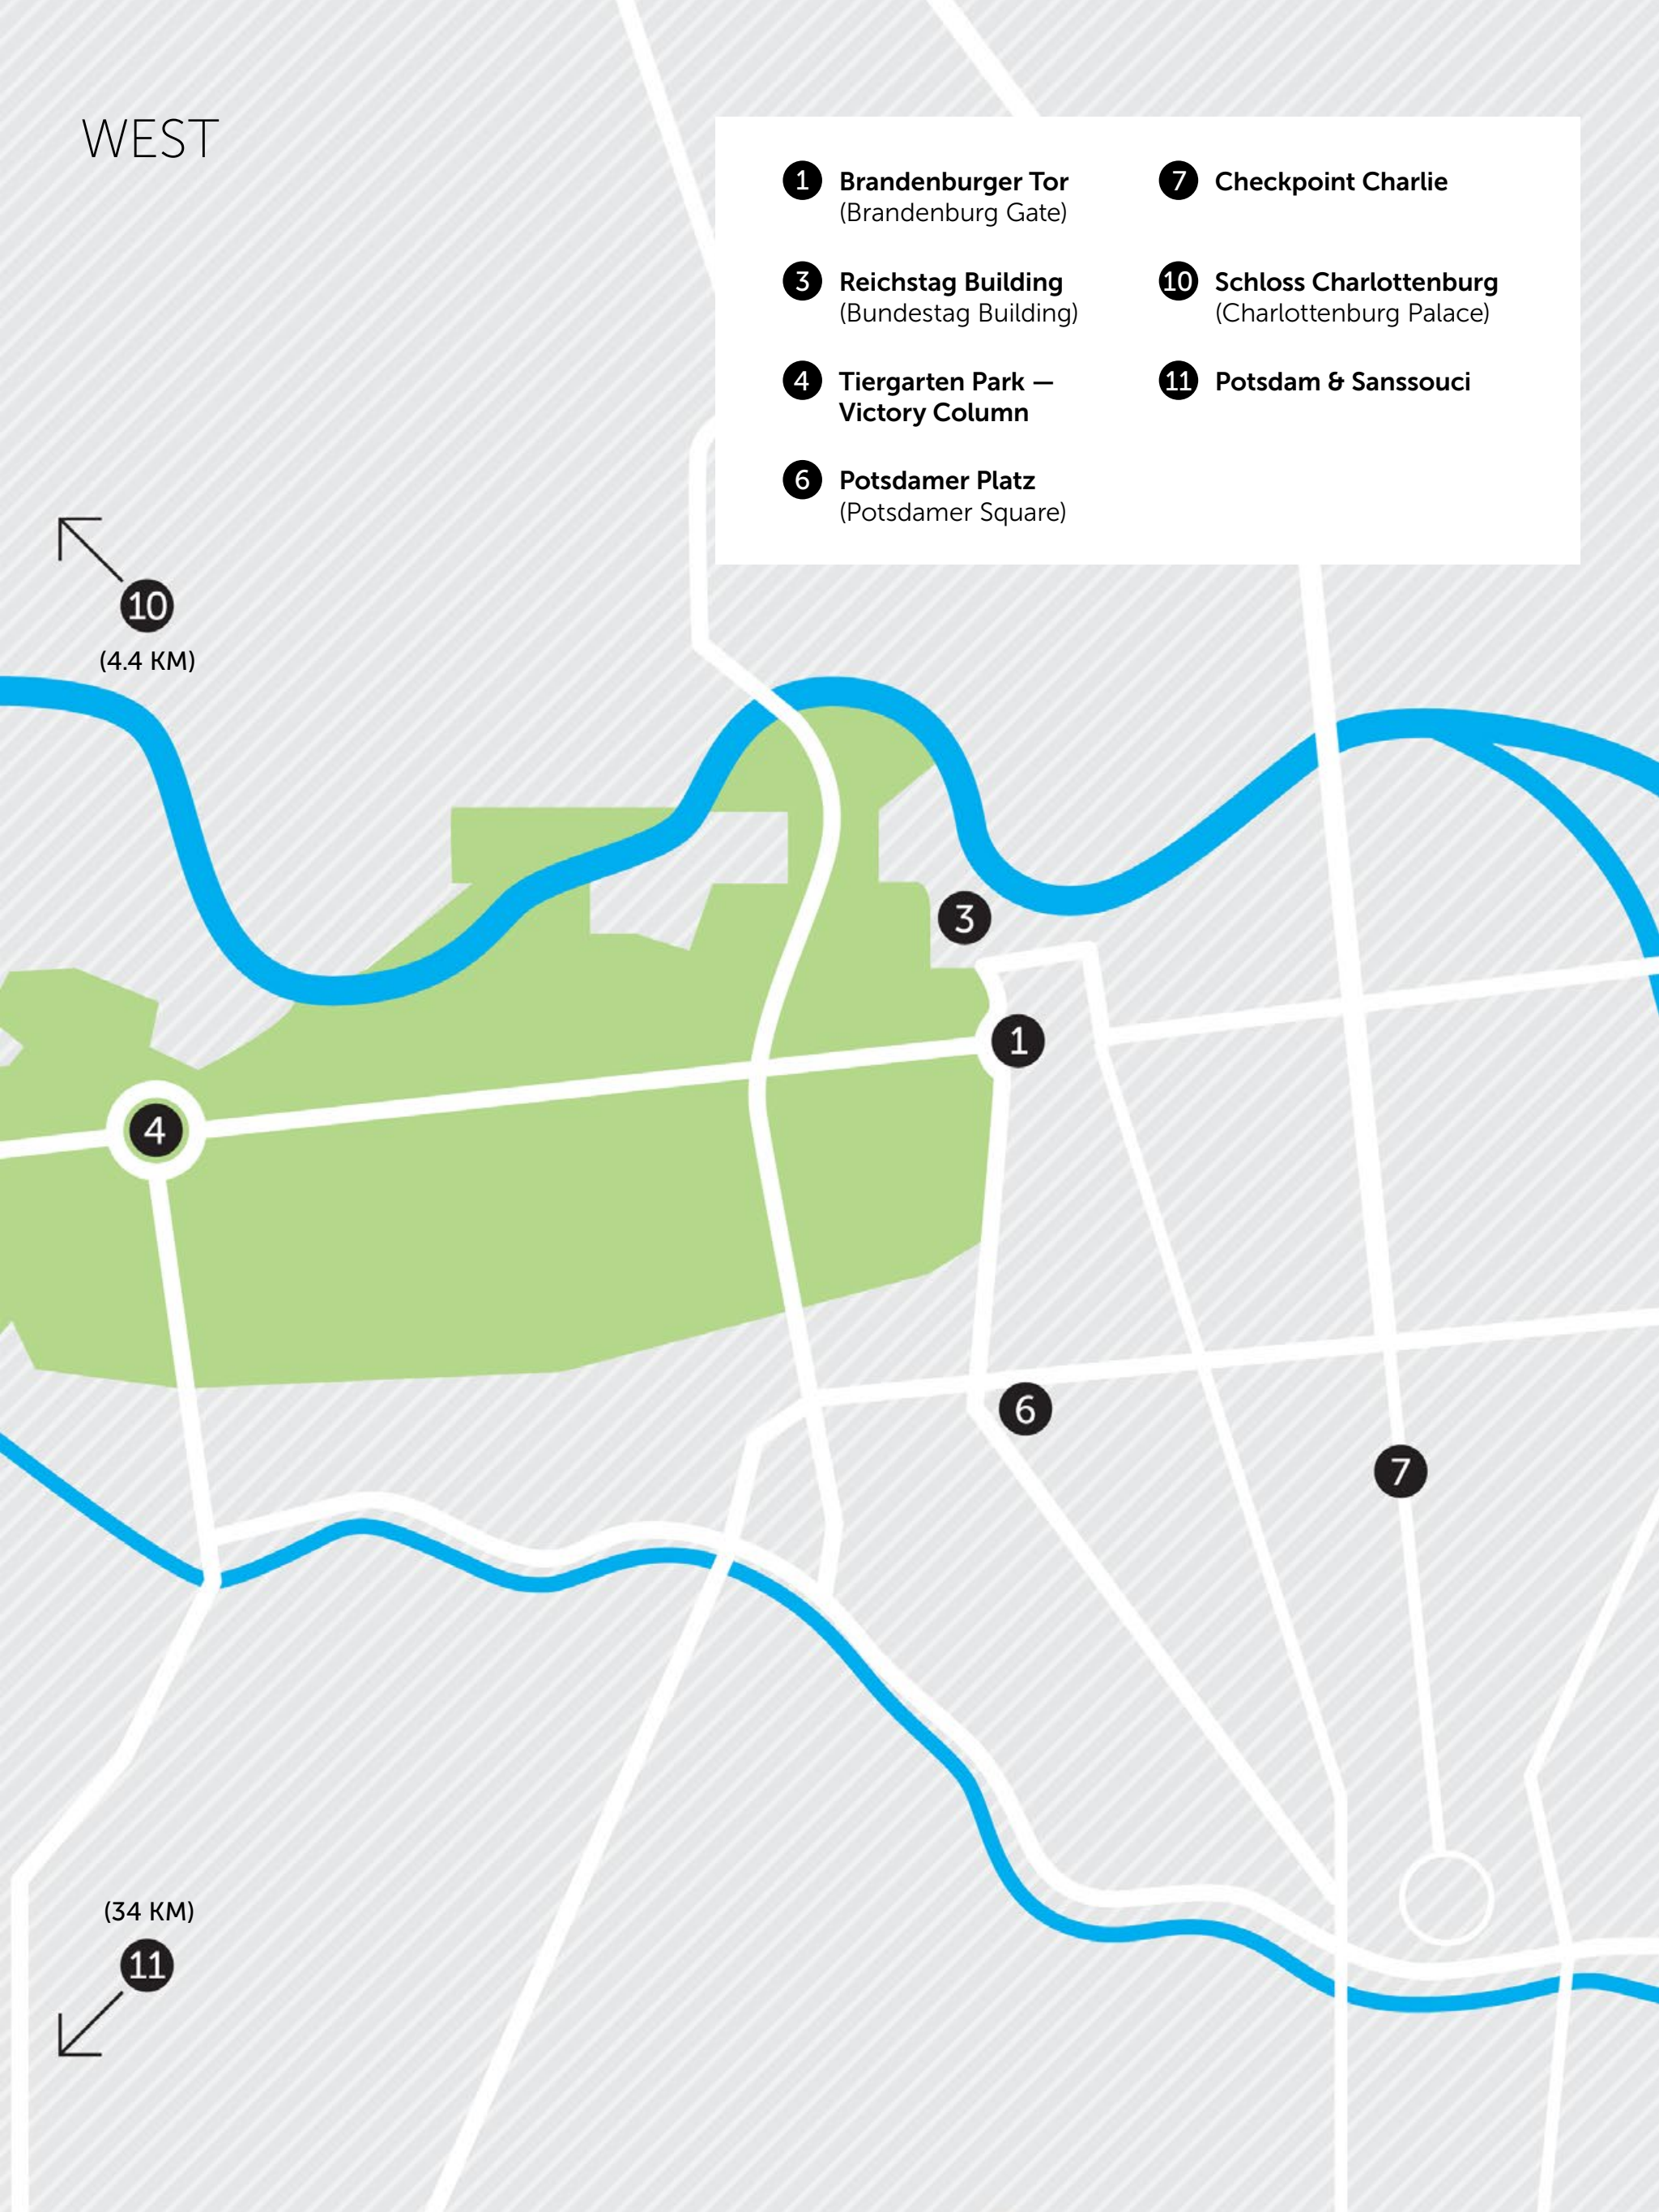 WEST
1 Brandenburger Tor
(Brandenburg Gate)
3 Reichstag Building
(Bundestag Building)
4 Tiergarten Park —
Victory Column
6 Potsdamer Platz
(Potsdamer Square)
7 Checkpoint Charlie
10 Schloss Charlottenburg
(Charlottenburg Palace)
11 Potsdam & Sanssouci
10
(4.4 KM)
3
1
4
6
7
(34 KM)
11